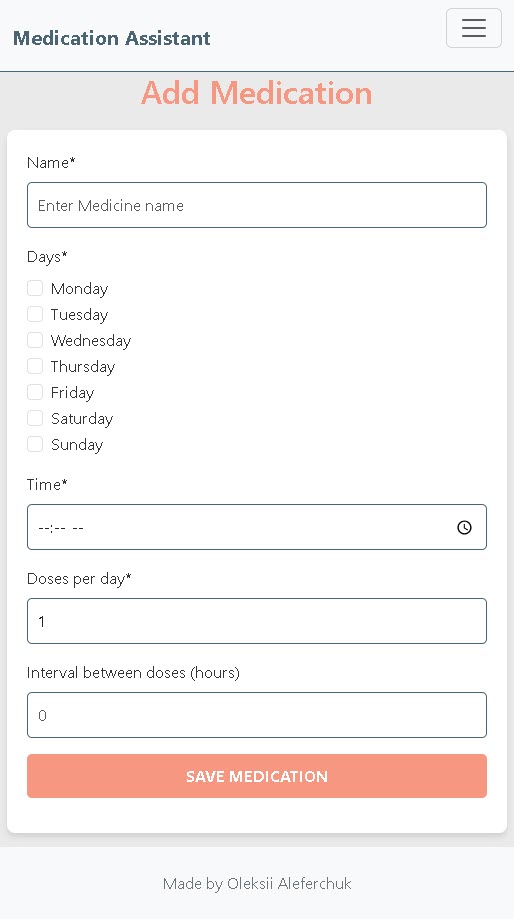 Medication Assistant
Add Medication
Name*
Enter Medicine name
Days*
Monday
Tuesday
Wednesday
Thursday
Friday
Saturday
Sunday
Time*
--:-- --
Doses per day*
1
Interval between doses (hours)
0
SAVE MEDICATION
Made by Oleksii Aleferchuk